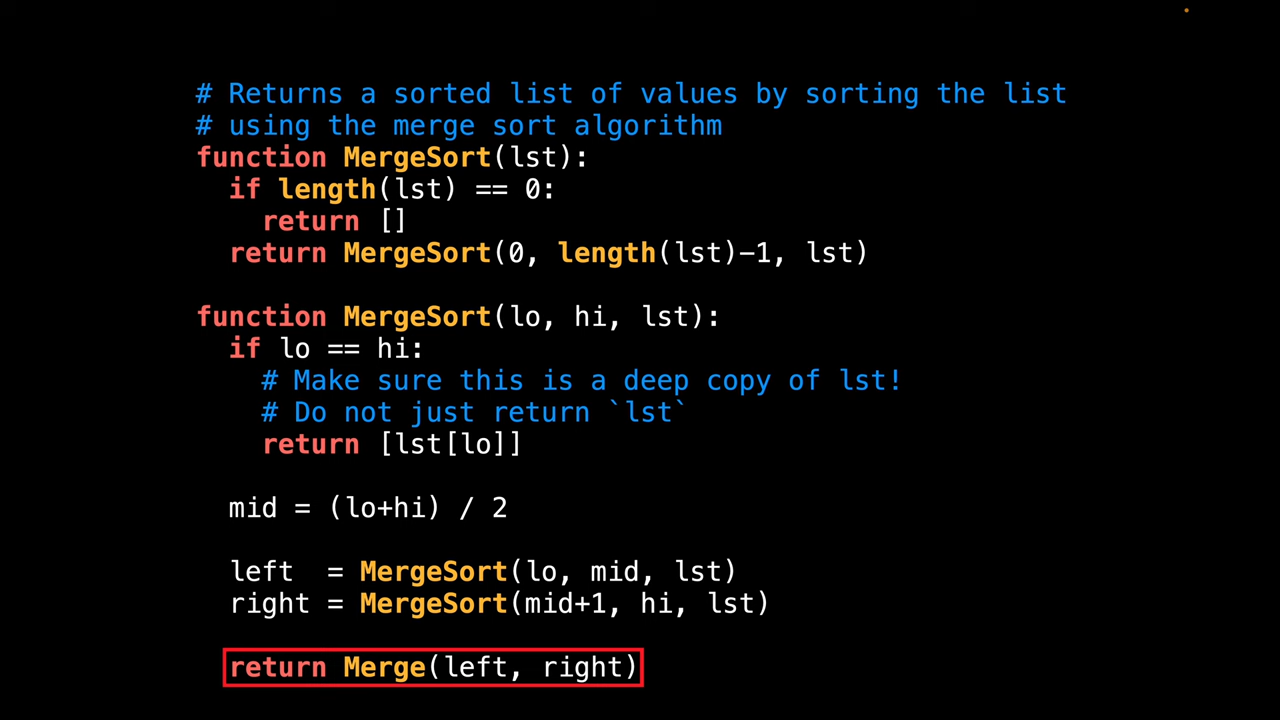 # Returns a sorted list of values by sorting the list
# using the merge sort algorithm
function MergeSort(lst):
  if length(lst) == 0:
    return []
  return MergeSort(0, length(lst)-1, lst)

function MergeSort(lo, hi, lst):
  if lo == hi:
    # Make sure this is a deep copy of lst!
    # Do not just return `lst`
    return [lst[lo]]

  mid = (lo+hi) / 2

  left  = MergeSort(lo, mid, lst)
  right = MergeSort(mid+1, hi, lst)

  return Merge(left, right)